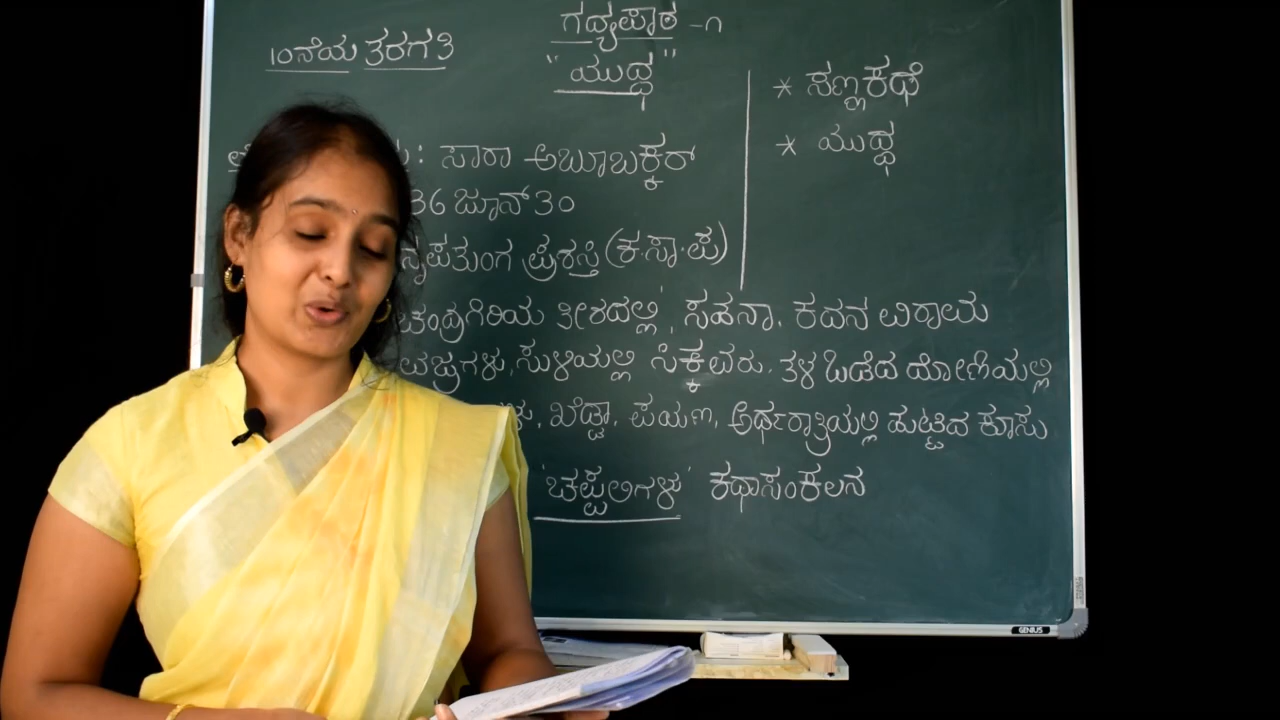 ಗದ್ಯಪಾಠ -೧
೧೦ನೆಯ ತರಗತಿ
"ಯುದ್ಧ"
* ಸಣ್ಣಕಥೆ
* ಯುದ್ಧ
: ಸಾರಾ ಅಬೂಬಕ್ಕರ್
36 ಜೂನ್ 30
ನೃಪತುಂಗ ಪ್ರಶಸ್ತಿ (ಕ.ಸಾ.ಪ)
ಚಂದ್ರಗಿರಿಯ ತೀರದಲ್ಲಿ', ಸಹನಾ, ಕದನ ವಿರಾಮ
ವಜ್ರಗಳು, ಸುಳಿಯಲ್ಲಿ ಸಿಕ್ಕವರು, ತಳ ಒಡೆದ ದೋಣಿಯಲ್ಲಿ
, ಖೆಡ್ಡಾ, ಪಯಣ, ಅರ್ಧರಾತ್ರಿಯಲ್ಲಿ ಹುಟ್ಟಿದ ಕೂಸು
'ಚಪ್ಪಲಿಗಳು' ಕಥಾಸಂಕಲನ
GENIUS